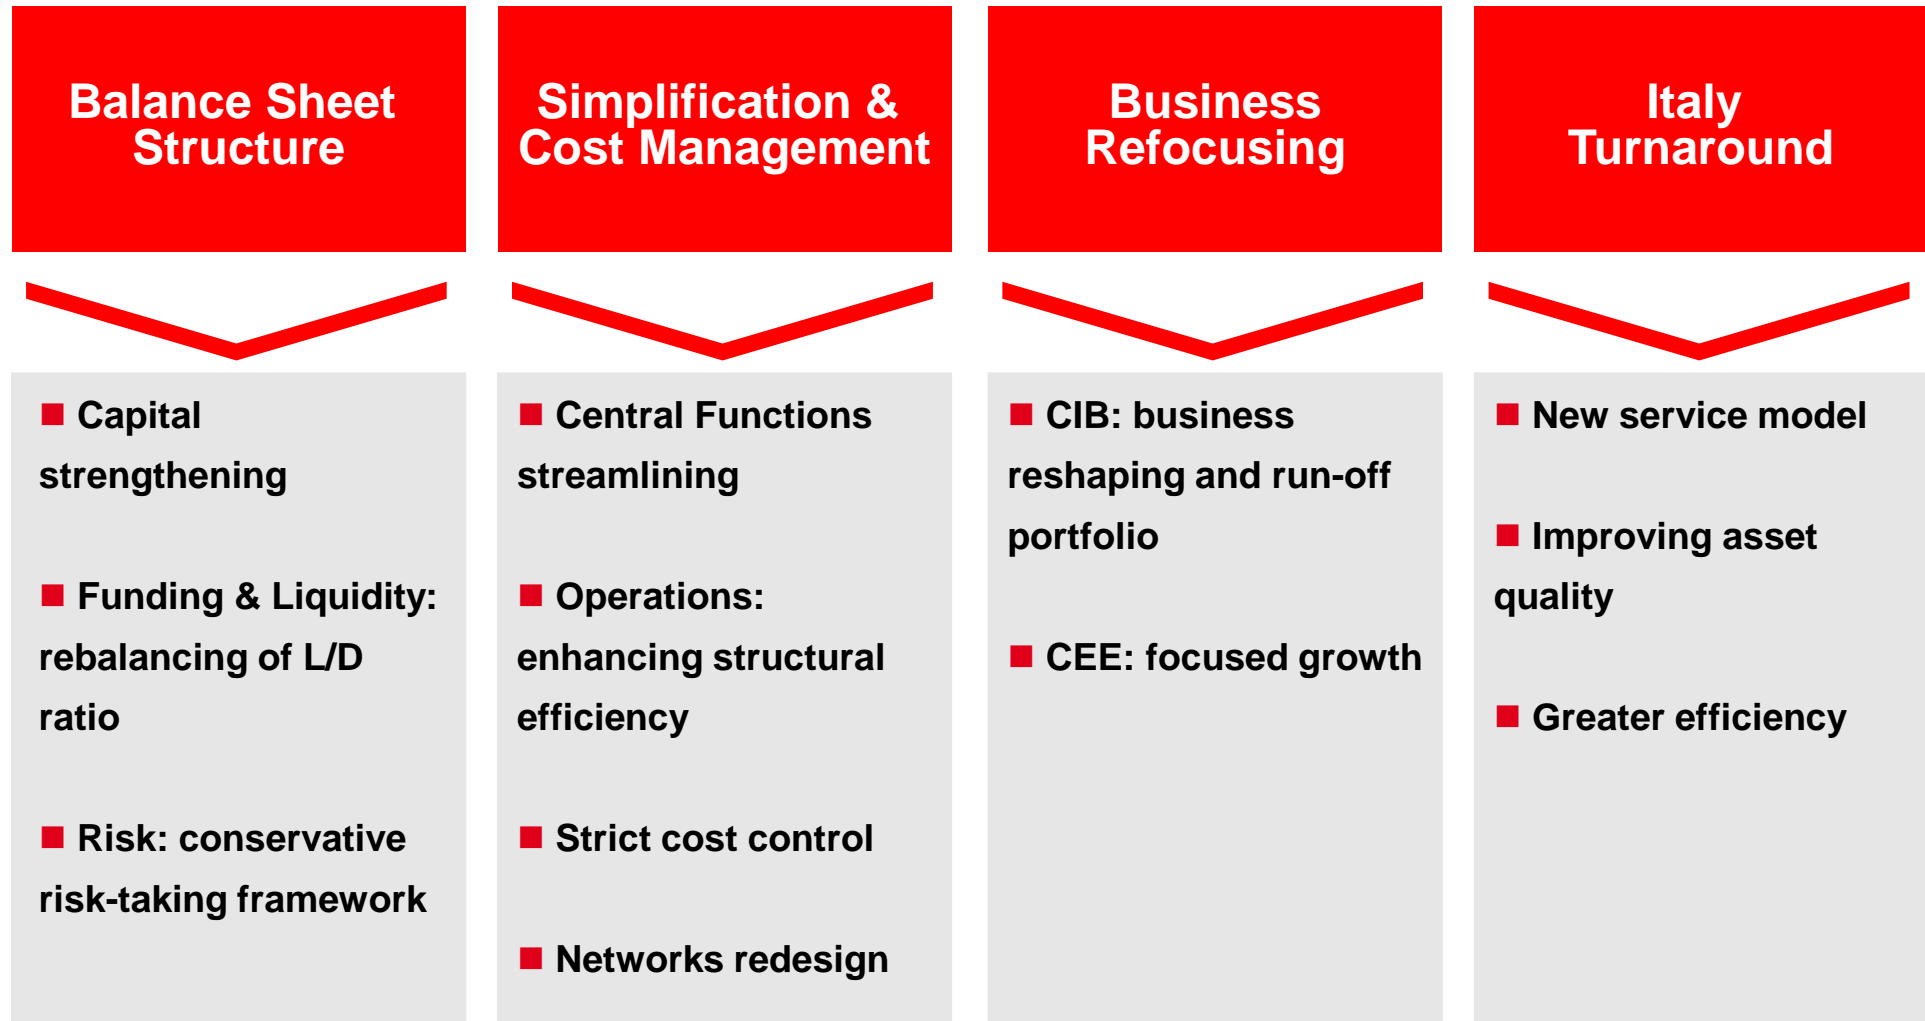 Balance Sheet
Structure
Simplification &
Cost Management
Business
Refocusing
Italy
Turnaround
Capital
strengthening
Funding & Liquidity:
rebalancing of L/D
ratio
Risk: conservative
risk-taking framework
Central Functions
streamlining
Operations:
enhancing structural
efficiency
Strict cost control
Networks redesign
CIB: business
reshaping and run-off
portfolio
CEE: focused growth
New service model
Improving asset
quality
Greater efficiency